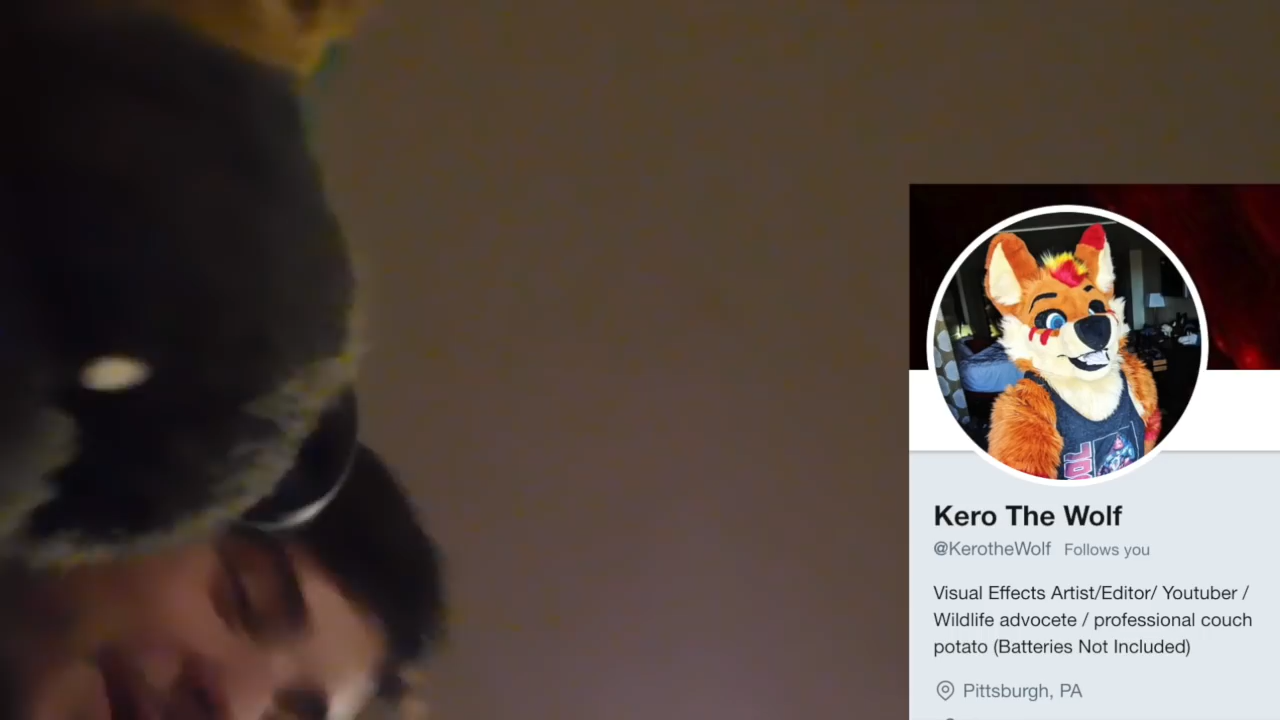 Kero The Wolf
@KerotheWolf Follows you
Visual Effects Artist/Editor/ Youtuber /
Wildlife advocete / professional couch
potato (Batteries Not Included)
Pittsburgh, PA